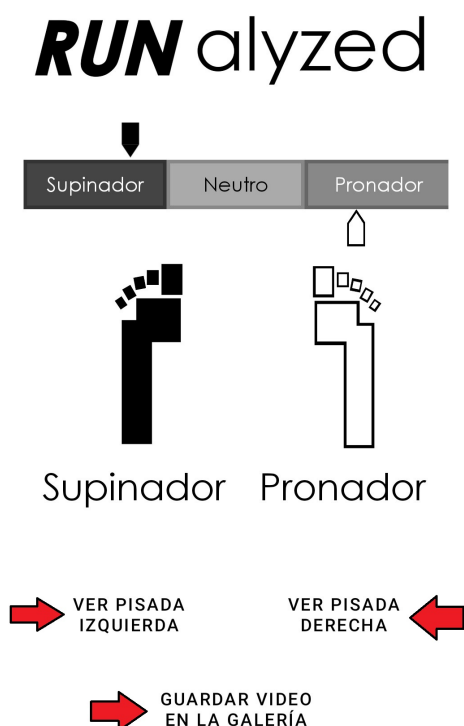 RUN alyzed
Supinador Neutro Pronador
Supinador Pronador
VER PISADA
IZQUIERDA
VER PISADA
DERECHA
GUARDAR VIDEO
EN LA GALERÍA